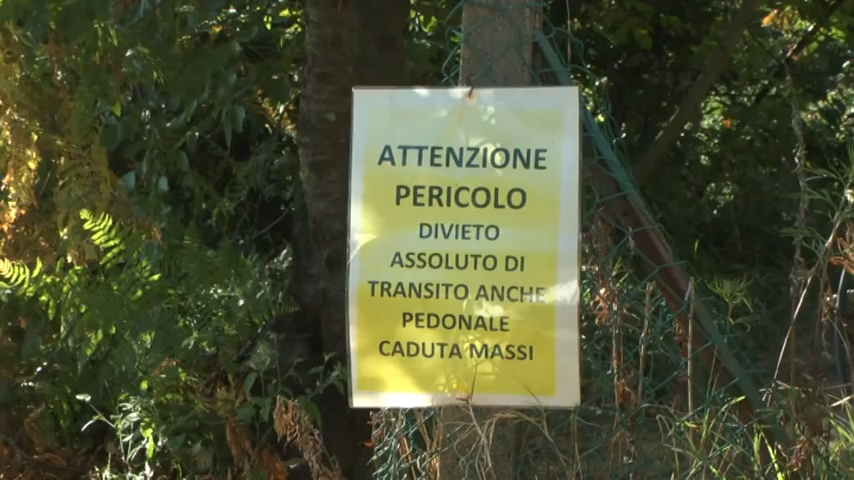 ATTENZIONE
PERICOLO
DIVIETO
ASSOLUTO DI
TRANSITO ANCHE
PEDONALE
CADUTA MASSI